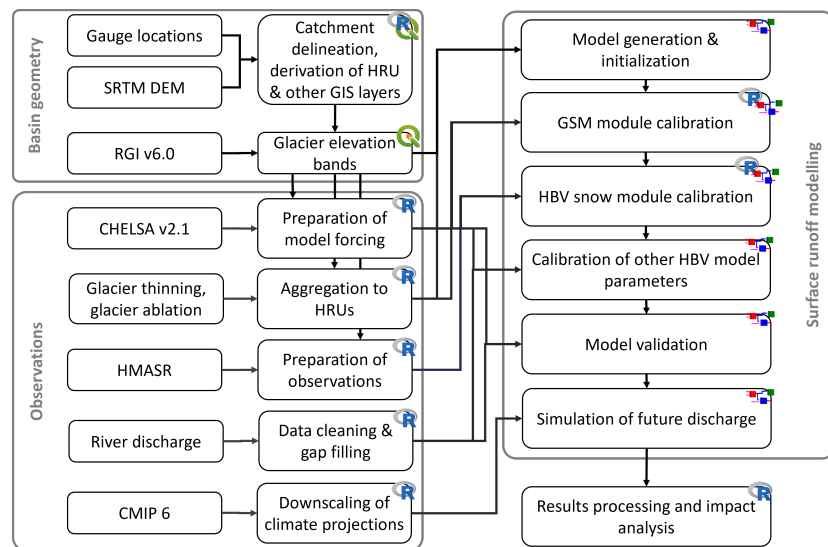 Basin geometry
Gauge locations
SRTM DEM
RGI v6.0
Catchment
delineation,
derivation of HRU
& other GIS layers
Glacier elevation
bands
Observations
CHELSA v2.1
Preparation of
model forcing
Glacier thinning,
glacier ablation
Aggregation to
HRUs
HMASR
Preparation of
observations
River discharge
Data cleaning &
gap filling
CMIP 6
Downscaling of
climate projections
Surface runoff modelling
Model generation &
initialization
GSM module calibration
HBV snow module calibration
Calibration of other HBV model
parameters
Model validation
Simulation of future discharge
Results processing and impact
analysis